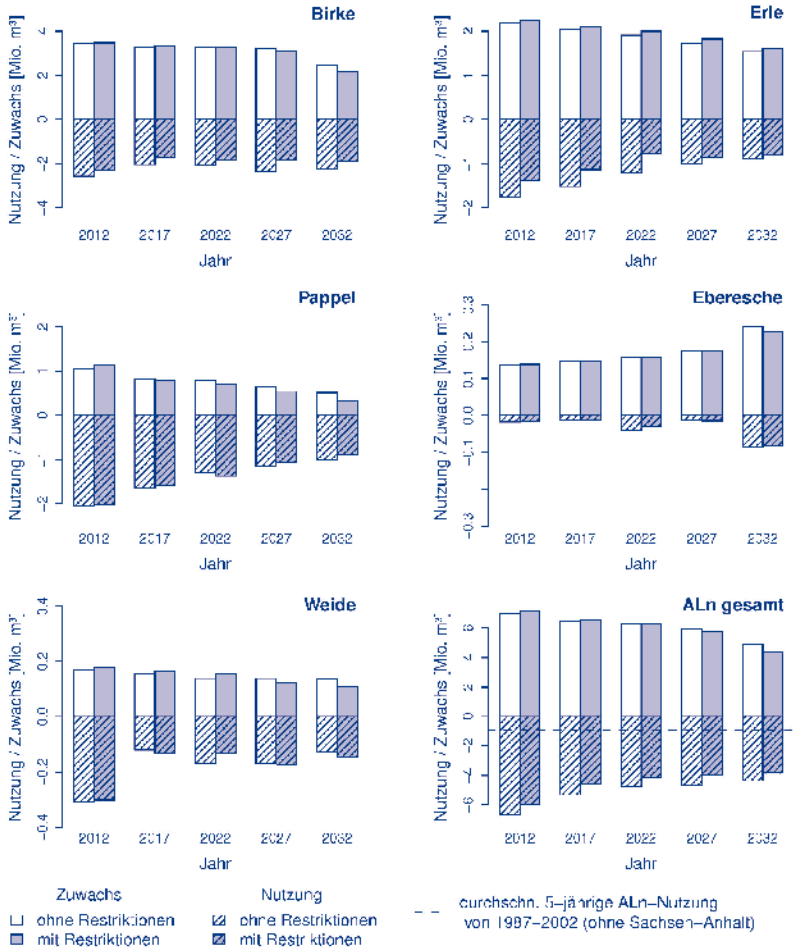 Birke
Nutzung / Zuwachs [Mio. m³]
4
2
0
−2
−4
2012 2017 2022 2027 2032
Jahr
Erle
Nutzung / Zuwachs [Mio. m³]
2
1
0
−1
−2
2012 2017 2022 2027 2032
Jahr
Pappel
Nutzung / Zuwachs [Mio. m³]
2
1
0
−1
−2
2012 2017 2022 2027 2032
Jahr
Eberesche
Nutzung / Zuwachs [Mio. m³]
0.3
0.2
0.1
0.0
−0.1
−0.3
2012 2017 2022 2027 2032
Jahr
Weide
Nutzung / Zuwachs [Mio. m³]
0.4
0.2
0.0
−0.2
−0.4
2012 2017 2022 2027 2032
Jahr
ALn gesamt
Nutzung / Zuwachs [Mio. m³]
6
4
2
0
−2
−4
−6
2012 2017 2022 2027 2032
Jahr
Zuwachs
ohne Restriktionen
mit Restriktionen
Nutzung
ohne Restriktionen
mit Restriktionen
durchschn. 5−jährige ALn−Nutzung
von 1987−2002 (ohne Sachsen−Anhalt)